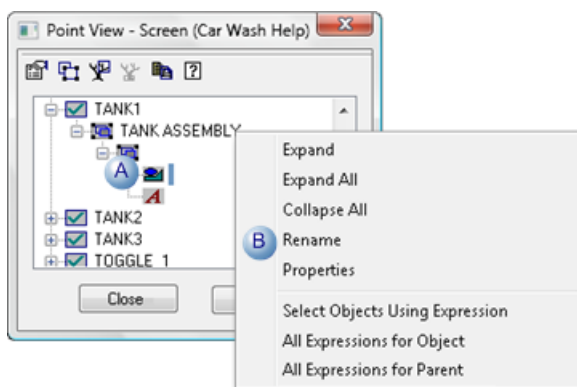 Point View - Screen (Car Wash Help)
TANK1
TANK ASSEMBLY
A
A
TANK2
TANK3
TOGGLE_1
Close
Expand
Expand All
Collapse All
B Rename
Properties
Select Objects Using Expression
All Expressions for Object
All Expressions for Parent